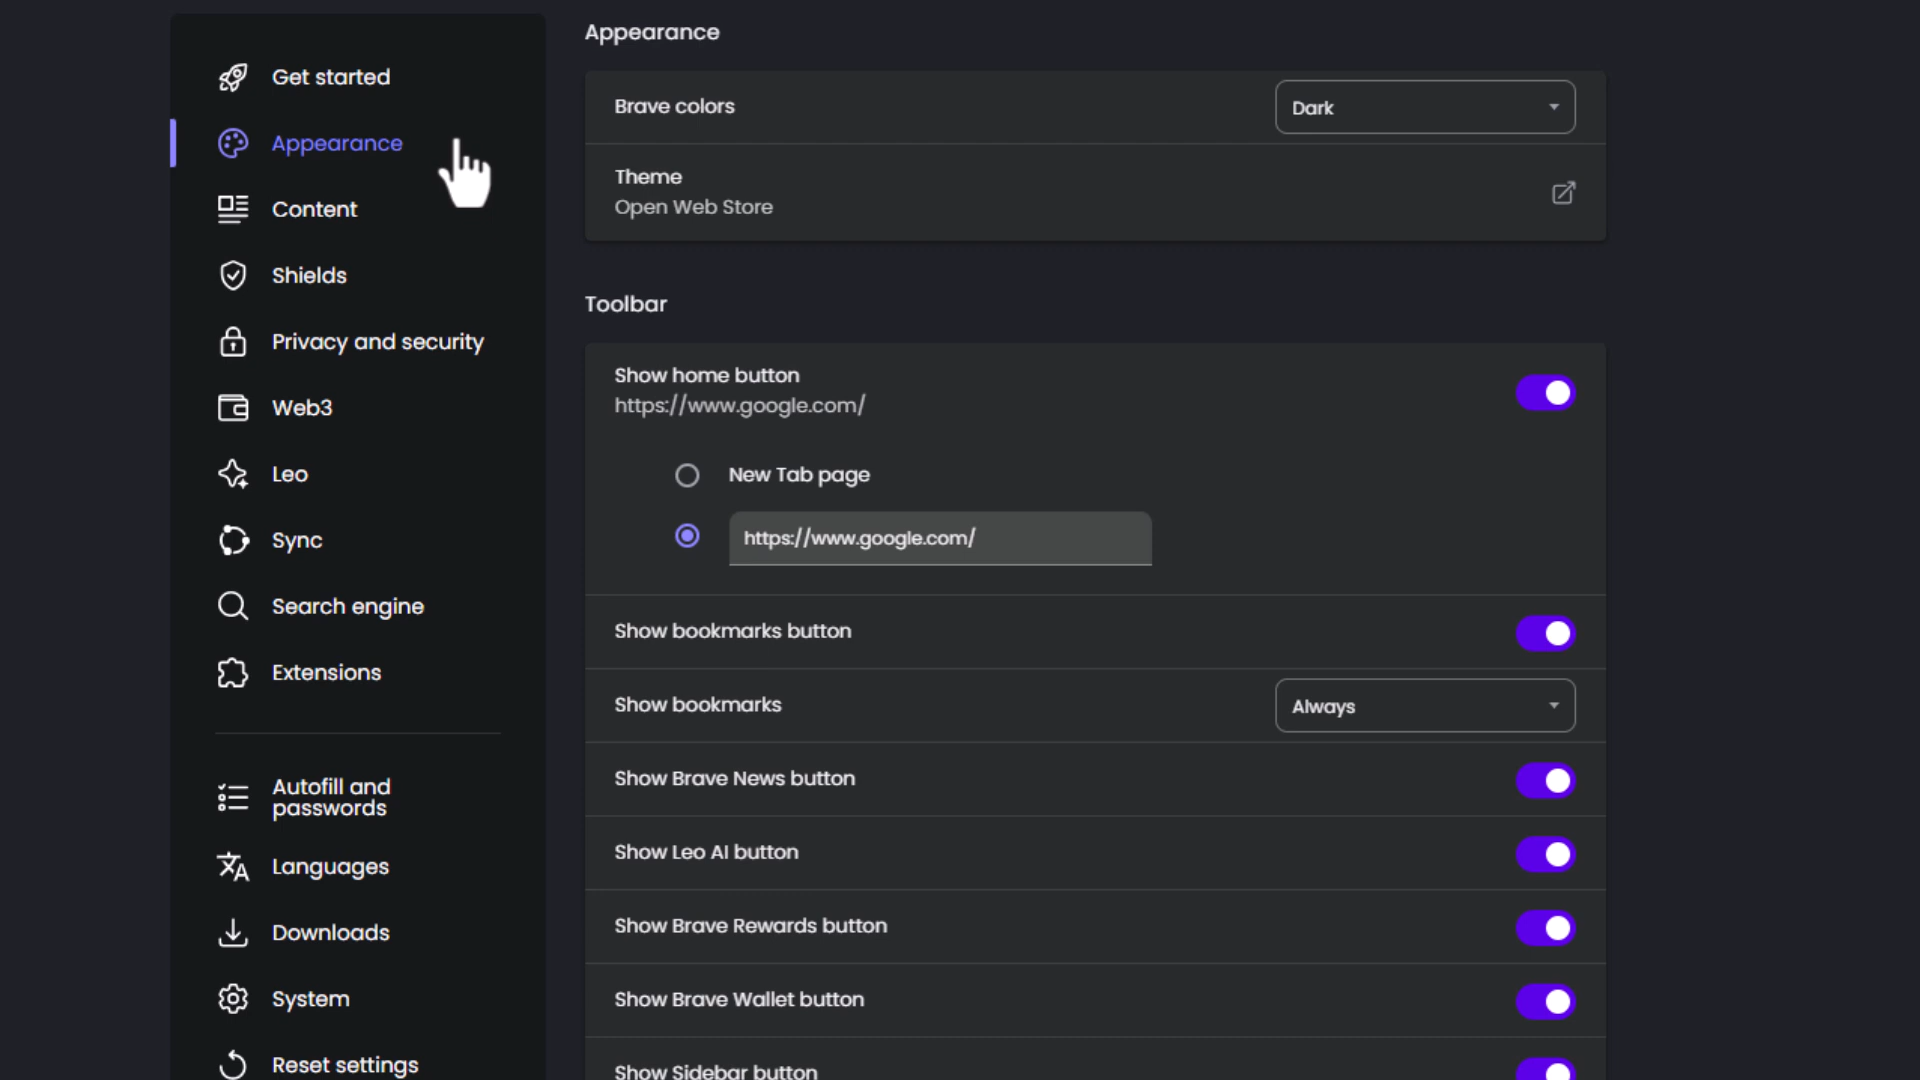 Get started
Appearance
Content
Shields
Privacy and security
Web3
Leo
Sync
Search engine
Extensions
Autofill and
passwords
Languages
Downloads
System
Reset settings
Appearance
Brave colors
Dark
Theme
Open Web Store
Toolbar
Show home button
https://www.google.com/
New Tab page
https://www.google.com/
Show bookmarks button
Show bookmarks
Always
Show Brave News button
Show Leo AI button
Show Brave Rewards button
Show Brave Wallet button
Show Sidebar button